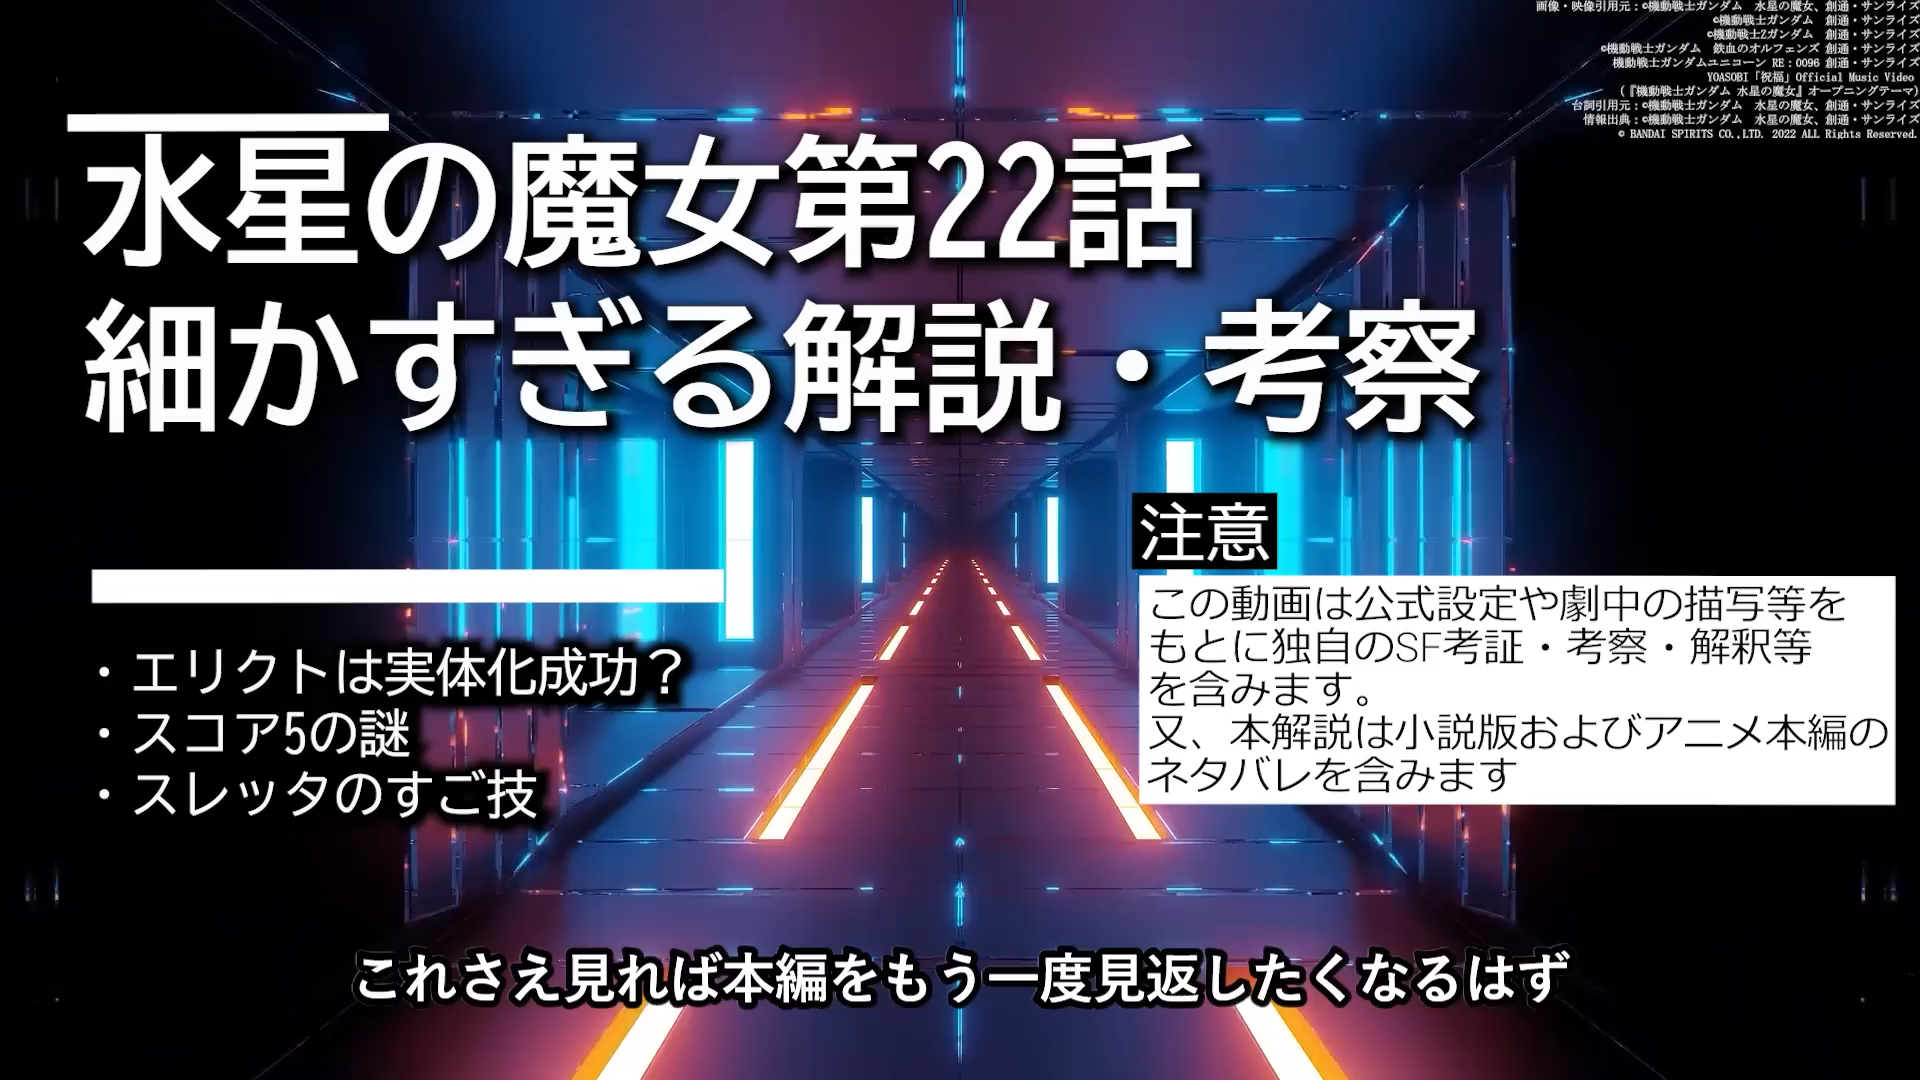 画像・映像引用元：©機動戦士ガンダム　水星の魔女、創通・サンライズ
©機動戦士ガンダム　創通・サンライズ
©機動戦士Zガンダム　創通・サンライズ
©機動戦士ガンダム　鉄血のオルフェンズ 創通・サンライズ
機動戦士ガンダムユニコーン RE：0096 創通・サンライズ
YOASOBI「祝福」Official Music Video
(『機動戦士ガンダム 水星の魔女』オープニングテーマ)
台詞引用元：©機動戦士ガンダム　水星の魔女、創通・サンライズ
情報出典：©機動戦士ガンダム　水星の魔女、創通・サンライズ
© BANDAI SPIRITS CO.,LTD. 2022 ALL Rights Reserved.
水星の魔女第22話
細かすぎる解説・考察
・エリクトは実体化成功？
・スコア5の謎
・スレッタのすご技
注意
この動画は公式設定や劇中の描写等を
もとに独自のSF考証・考察・解釈等
を含みます。
又、本解説は小説版およびアニメ本編の
ネタバレを含みます
これさえ見れば本編をもう一度見返したくなるはず